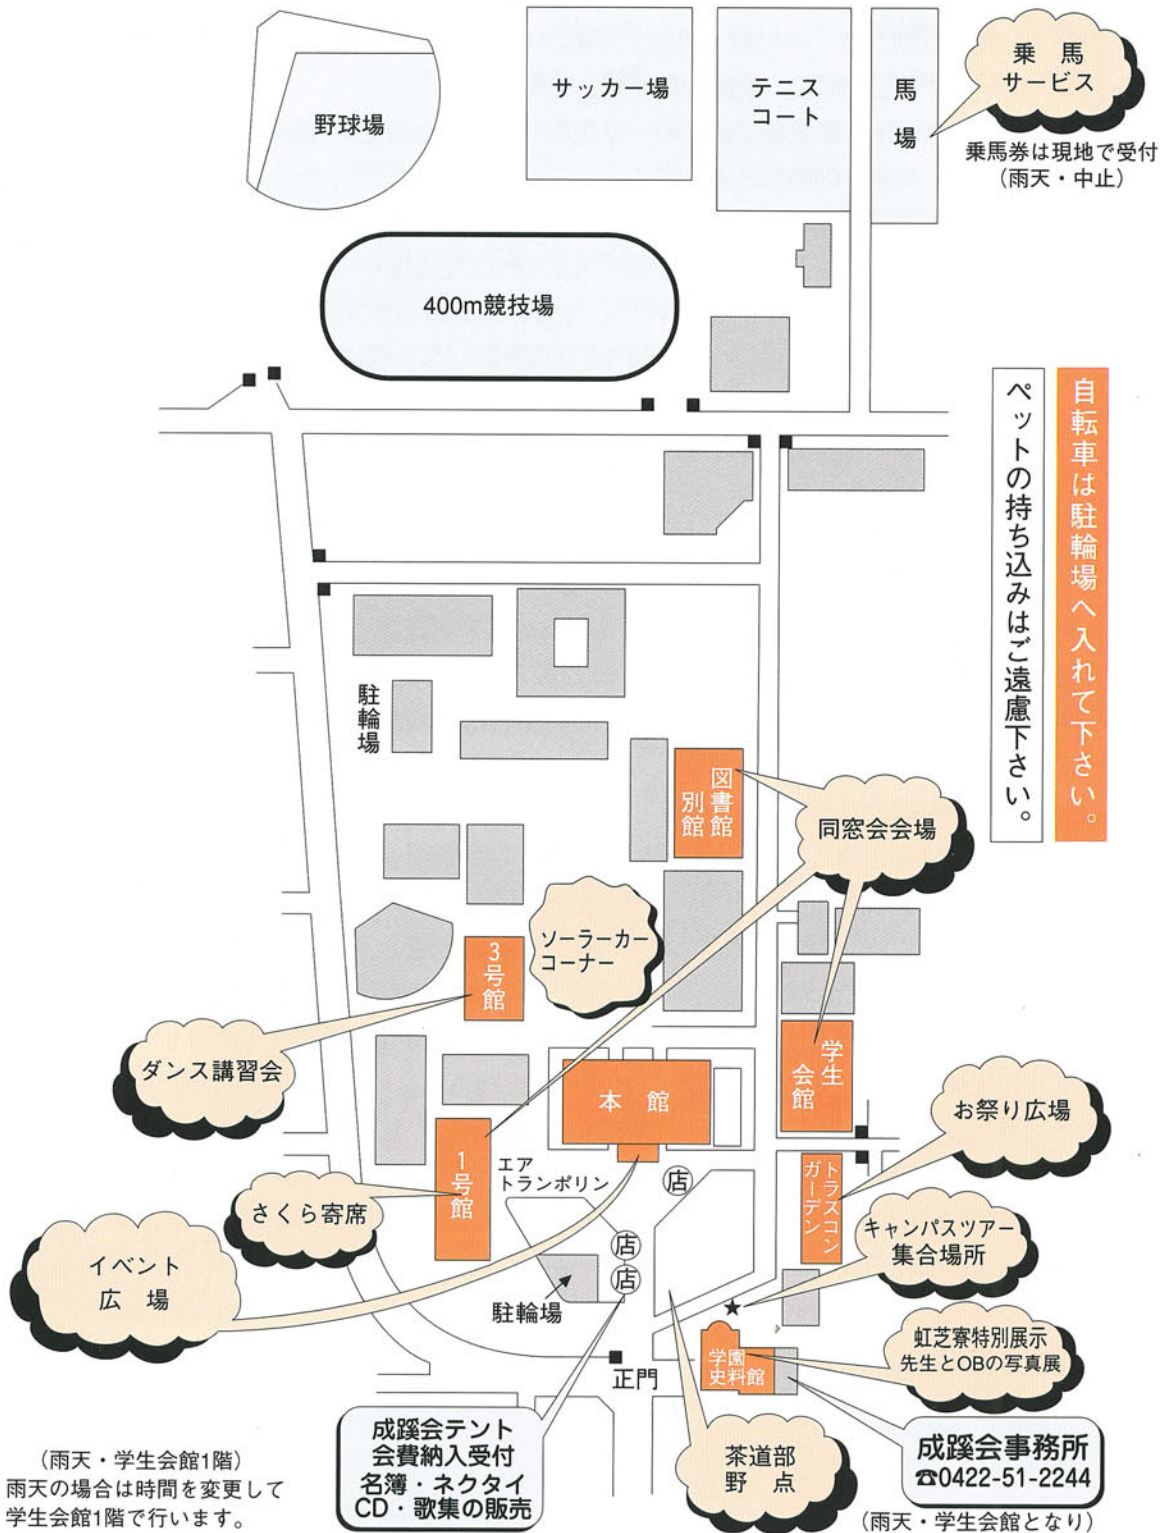 野球場
サッカー場
テニス
コート
馬場
乗馬
サービス
乗馬券は現地で受付
（雨天・中止）
400m競技場
自転車は駐輪場へ入れて下さい。
ペットの持ち込みはご遠慮下さい。
駐輪場
図書館
別館
同窓会会場
ソーラーカー
コーナー
3号館
ダンス講習会
学生
会館
本館
お祭り広場
1号館
エア
トランポリン
店
トラスコン
ガーデン
さくら寄席
キャンパスツアー
集合場所
イベント
広場
店
店
駐輪場
★
虹芝寮特別展示
先生とOBの写真展
学園
史料館
正門
成蹊会テント
会費納入受付
名簿・ネクタイ
CD・歌集の販売
茶道部
野点
成蹊会事務所
☎0422-51-2244
（雨天・学生会館となり）
（雨天・学生会館1階）
雨天の場合は時間を変更して
学生会館1階で行います。